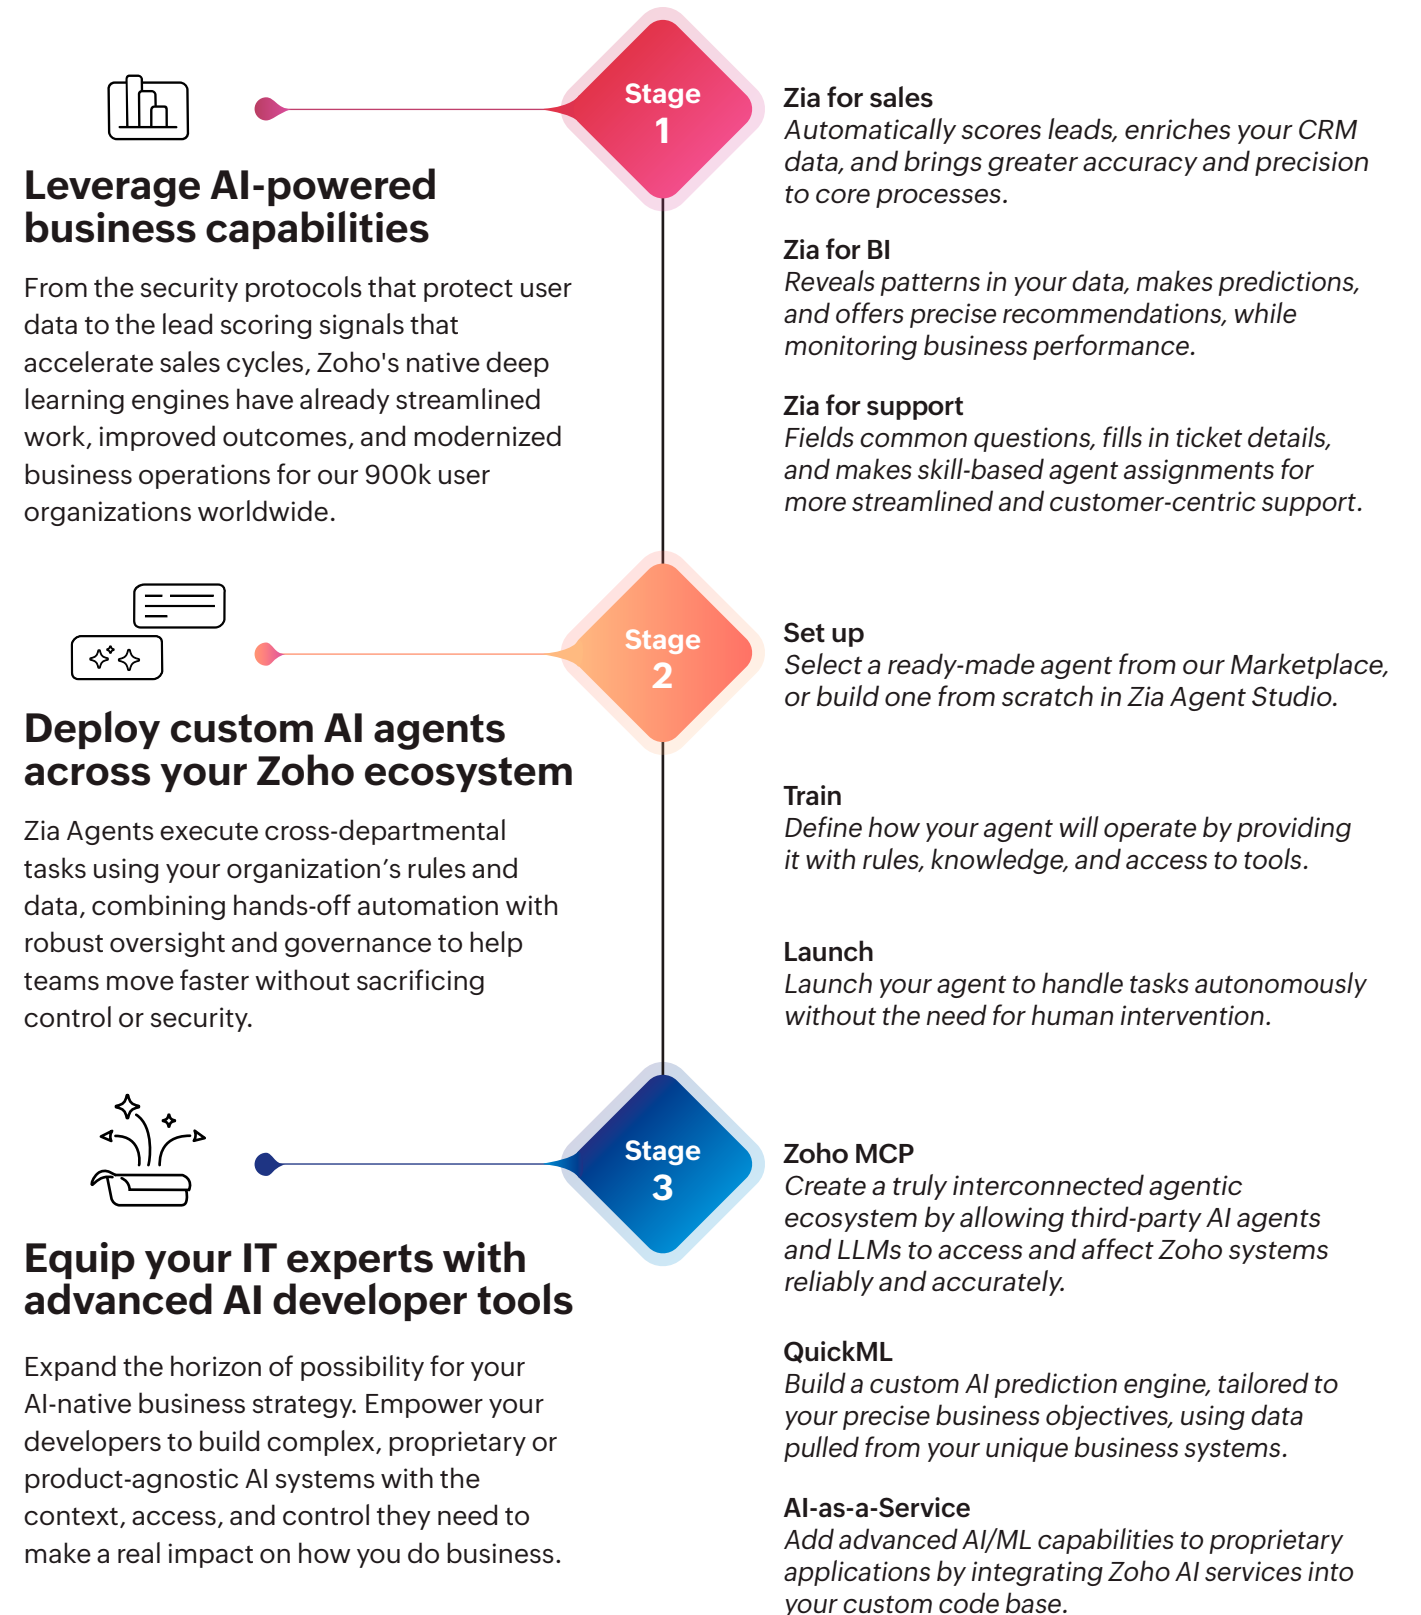 Stage
1
Leverage AI-powered
business capabilities
From the security protocols that protect user
data to the lead scoring signals that
accelerate sales cycles, Zoho's native deep
learning engines have already streamlined
work, improved outcomes, and modernized
business operations for our 900k user
organizations worldwide.
Zia for sales
Automatically scores leads, enriches your CRM
data, and brings greater accuracy and precision
to core processes.
Zia for BI
Reveals patterns in your data, makes predictions,
and offers precise recommendations, while
monitoring business performance.
Zia for support
Fields common questions, fills in ticket details,
and makes skill-based agent assignments for
more streamlined and customer-centric support.
Stage
2
Deploy custom AI agents
across your Zoho ecosystem
Zia Agents execute cross-departmental
tasks using your organization’s rules and
data, combining hands-off automation with
robust oversight and governance to help
teams move faster without sacrificing
control or security.
Set up
Select a ready-made agent from our Marketplace,
or build one from scratch in Zia Agent Studio.
Train
Define how your agent will operate by providing
it with rules, knowledge, and access to tools.
Launch
Launch your agent to handle tasks autonomously
without the need for human intervention.
Stage
3
Equip your IT experts with
advanced AI developer tools
Expand the horizon of possibility for your
AI-native business strategy. Empower your
developers to build complex, proprietary or
product-agnostic AI systems with the
context, access, and control they need to
make a real impact on how you do business.
Zoho MCP
Create a truly interconnected agentic
ecosystem by allowing third-party AI agents
and LLMs to access and affect Zoho systems
reliably and accurately.
QuickML
Build a custom AI prediction engine, tailored to
your precise business objectives, using data
pulled from your unique business systems.
AI-as-a-Service
Add advanced AI/ML capabilities to proprietary
applications by integrating Zoho AI services into
your custom code base.